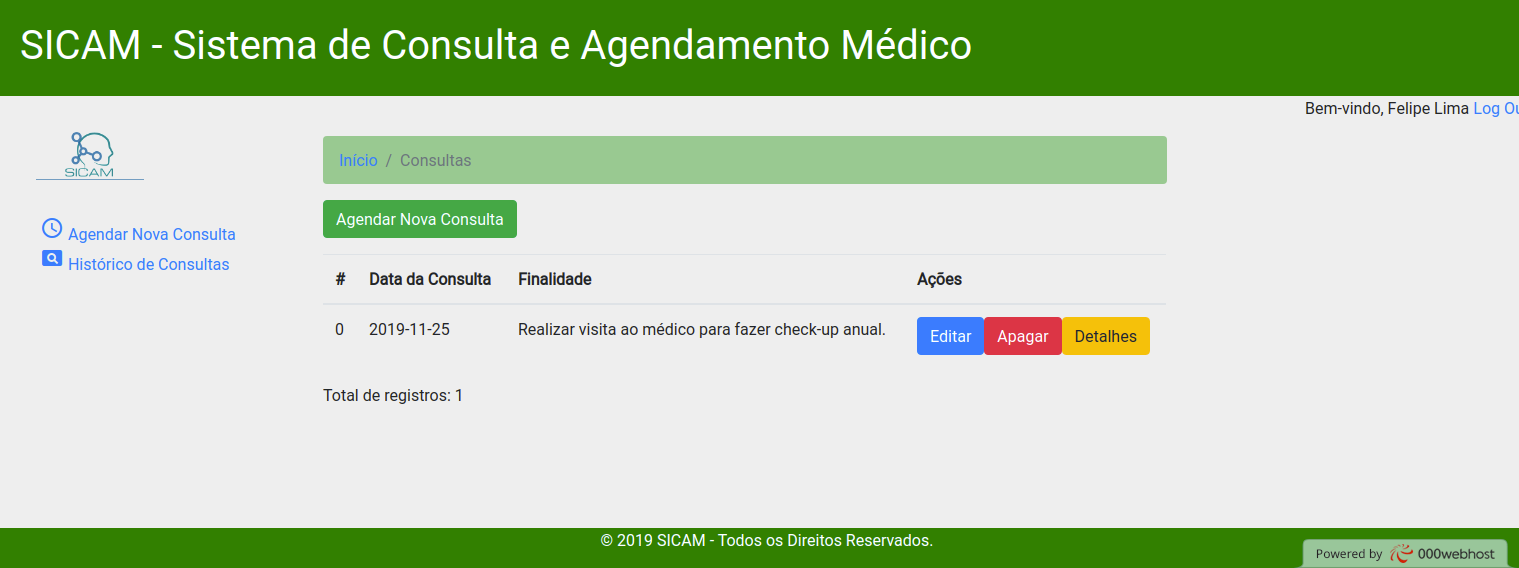 SICAM - Sistema de Consulta e Agendamento Médico
Bem-vindo, Felipe Lima Log Ou
SICAM
Início / Consultas
Agendar Nova Consulta
Agendar Nova Consulta
Histórico de Consultas
# Data da Consulta Finalidade Ações
0 2019-11-25 Realizar visita ao médico para fazer check-up anual. Editar Apagar Detalhes
Total de registros: 1
© 2019 SICAM - Todos os Direitos Reservados.
Powered by 000webhost